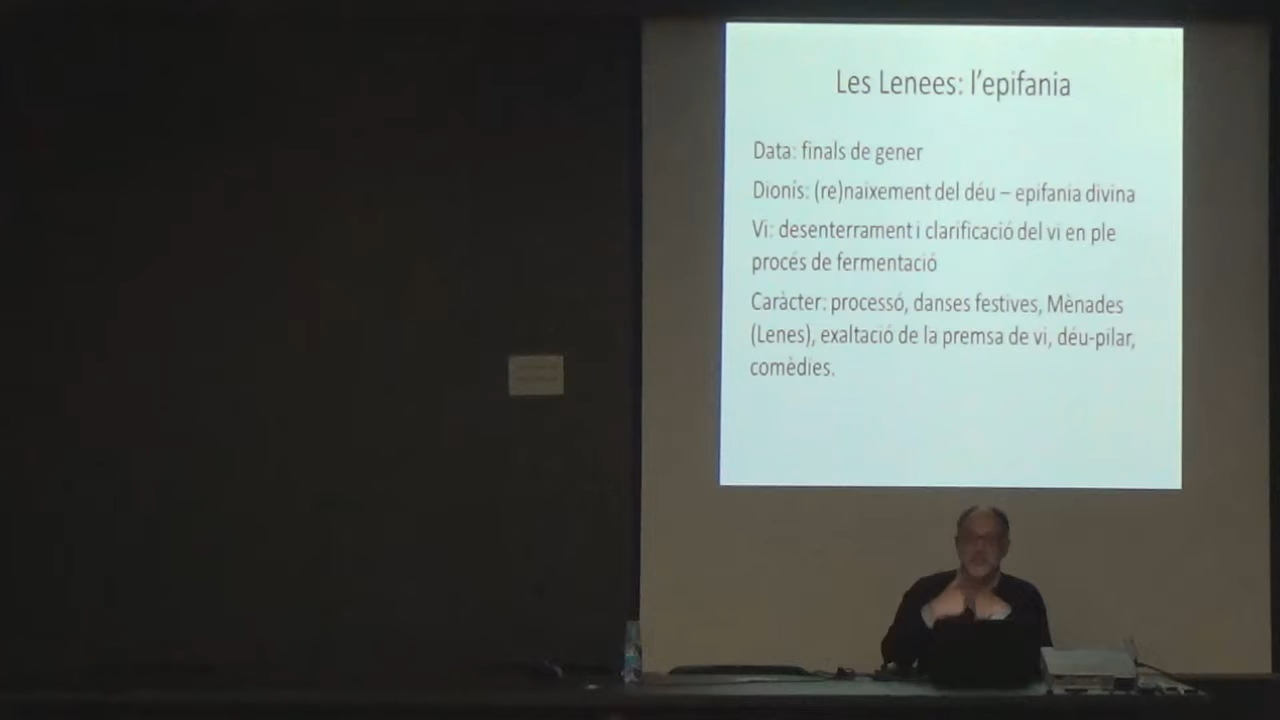 Les Lenees: l'epifania
Data: finals de gener
Dionís: (re)naixement del déu – epifania divina
Vi: desenterrament i clarificació del vi en ple
procés de fermentació
Caràcter: processó, danses festives, Mènades
(Lenes), exaltació de la premsa de vi, déu-pilar,
comèdies.